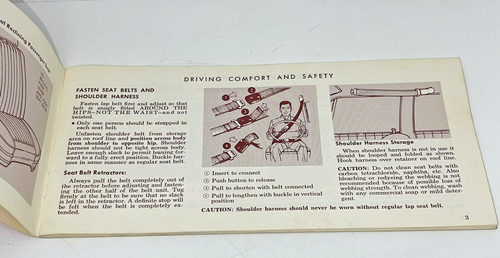 Reclining Passenger Seat
DRIVING COMFORT AND SAFETY
FASTEN SEAT BELTS AND
SHOULDER HARNESS
Fasten lap belt first and adjust so that
belt is snugly fitted AROUND THE
HIPS—NOT THE WAIST—and not
twisted.
• Only one person should be strapped in
each seat belt.
Unfasten shoulder belt from storage
area on roof line and position across body
from shoulder to opposite hip. Shoulder
harness should not be tight across body.
Leave enough slack to permit leaning for-
ward to a fully erect position. Buckle har-
ness in same manner as regular seat belt.
Seat Belt Retractors:
Always pull the belt completely out of
the retractor before adjusting and fasten-
ing the other half of the belt unit. Tug
firmly at the belt to be sure that no slack
is left in the retractor. A definite stop will
be felt when the belt is completely ex-
tended.
① Insert to connect
② Push button to release
③ Pull to shorten with belt connected
④ Pull to lengthen with buckle in vertical
position
Shoulder Harness Storage
When shoulder harness is not in use it
should be looped and folded as shown.
Hook harness over retainer on roof line.
CAUTION: Do not clean seat belts with
carbon tetrachloride, naphtha, etc. Also
bleaching or redyeing the webbing is not
recommended because of possible loss of
webbing strength. To clean webbing, wash
with any commercial soap or mild deter-
gent.
CAUTION: Shoulder harness should never be worn without regular lap seat belt.
3